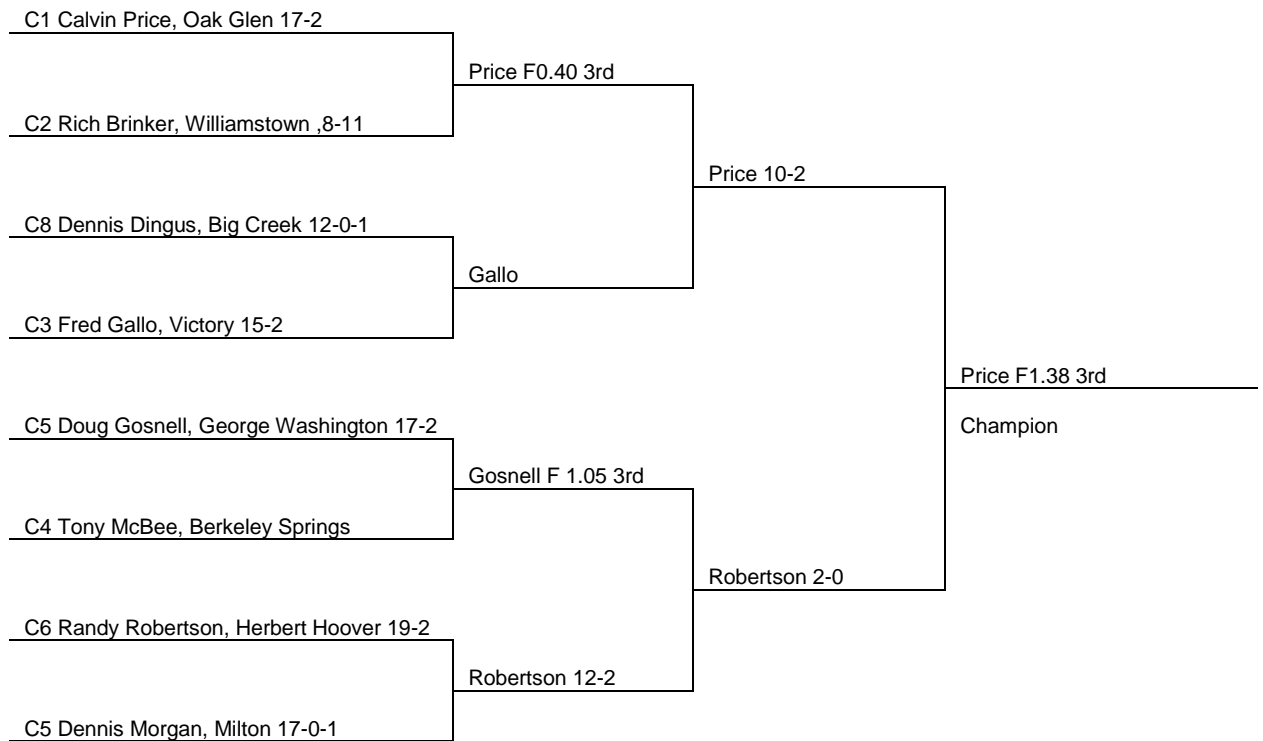 C1 Calvin Price, Oak Glen 17-2
Price F0.40 3rd
C2 Rich Brinker, Williamstown ,8-11
Price 10-2
C8 Dennis Dingus, Big Creek 12-0-1
Gallo
C3 Fred Gallo, Victory 15-2
Price F1.38 3rd
C5 Doug Gosnell, George Washington 17-2
Champion
Gosnell F 1.05 3rd
C4 Tony McBee, Berkeley Springs
Robertson 2-0
C6 Randy Robertson, Herbert Hoover 19-2
Robertson 12-2
C5 Dennis Morgan, Milton 17-0-1